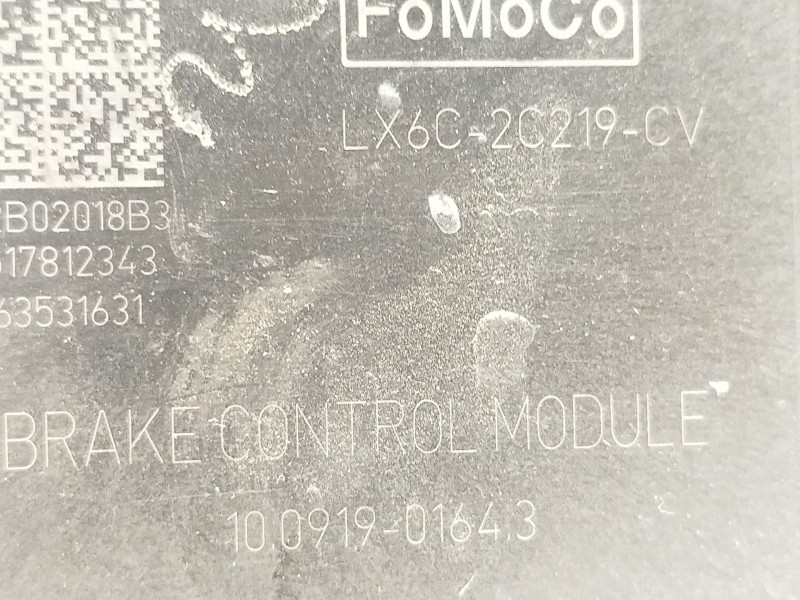 FoMoCo
LX6C-2C219-CV
B02018B3
17812343
63531631
BRAKE CONTROL MODULE
10.0919-0164.3